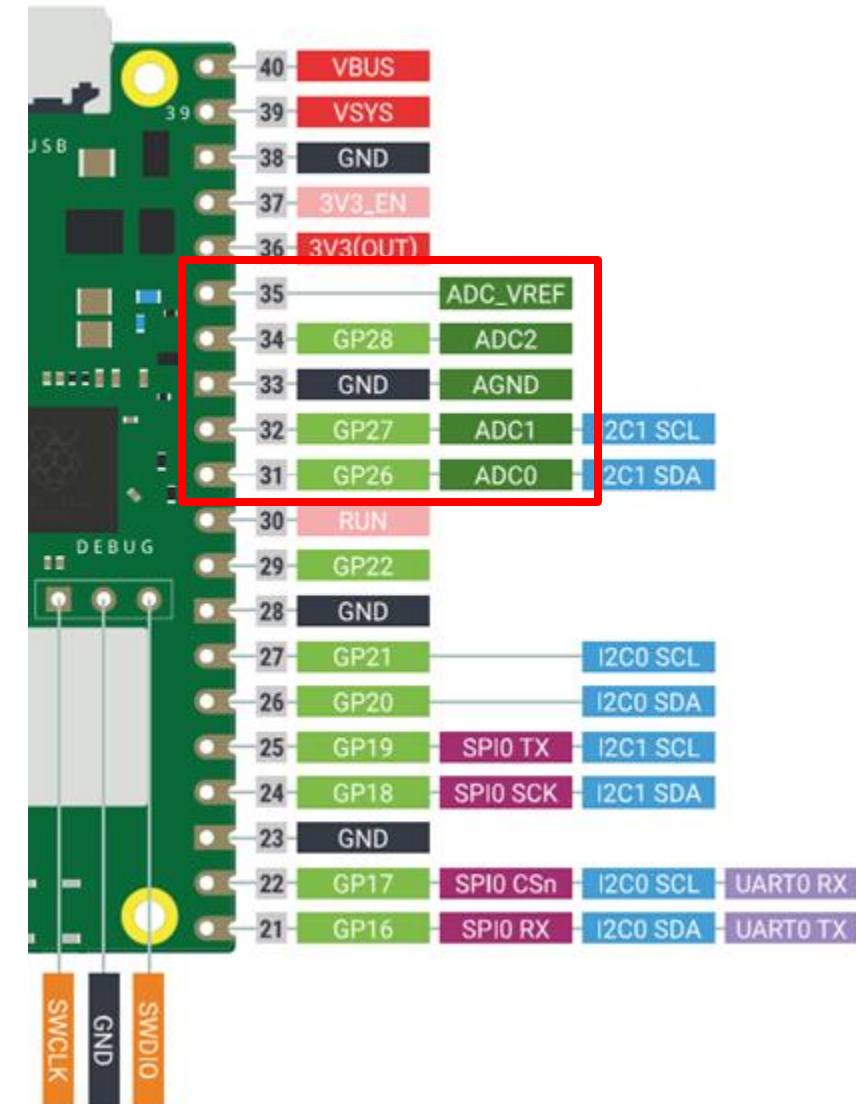 40 VBUS
39 39 VSYS
USB 38 GND
37 3V3_EN
36 3V3(OUT)
35 ADC_VREF
34 GP28 ADC2
33 GND AGND
32 GP27 ADC1 I2C1 SCL
31 GP26 ADC0 I2C1 SDA
30 RUN
DEBUG
29 GP22
28 GND
27 GP21 I2C0 SCL
26 GP20 I2C0 SDA
25 GP19 SPI0 TX I2C1 SCL
24 GP18 SPI0 SCK I2C1 SDA
23 GND
22 GP17 SPI0 CSn I2C0 SCL UART0 RX
21 GP16 SPI0 RX I2C0 SDA UART0 TX
SWCLK
GND
SWDIO